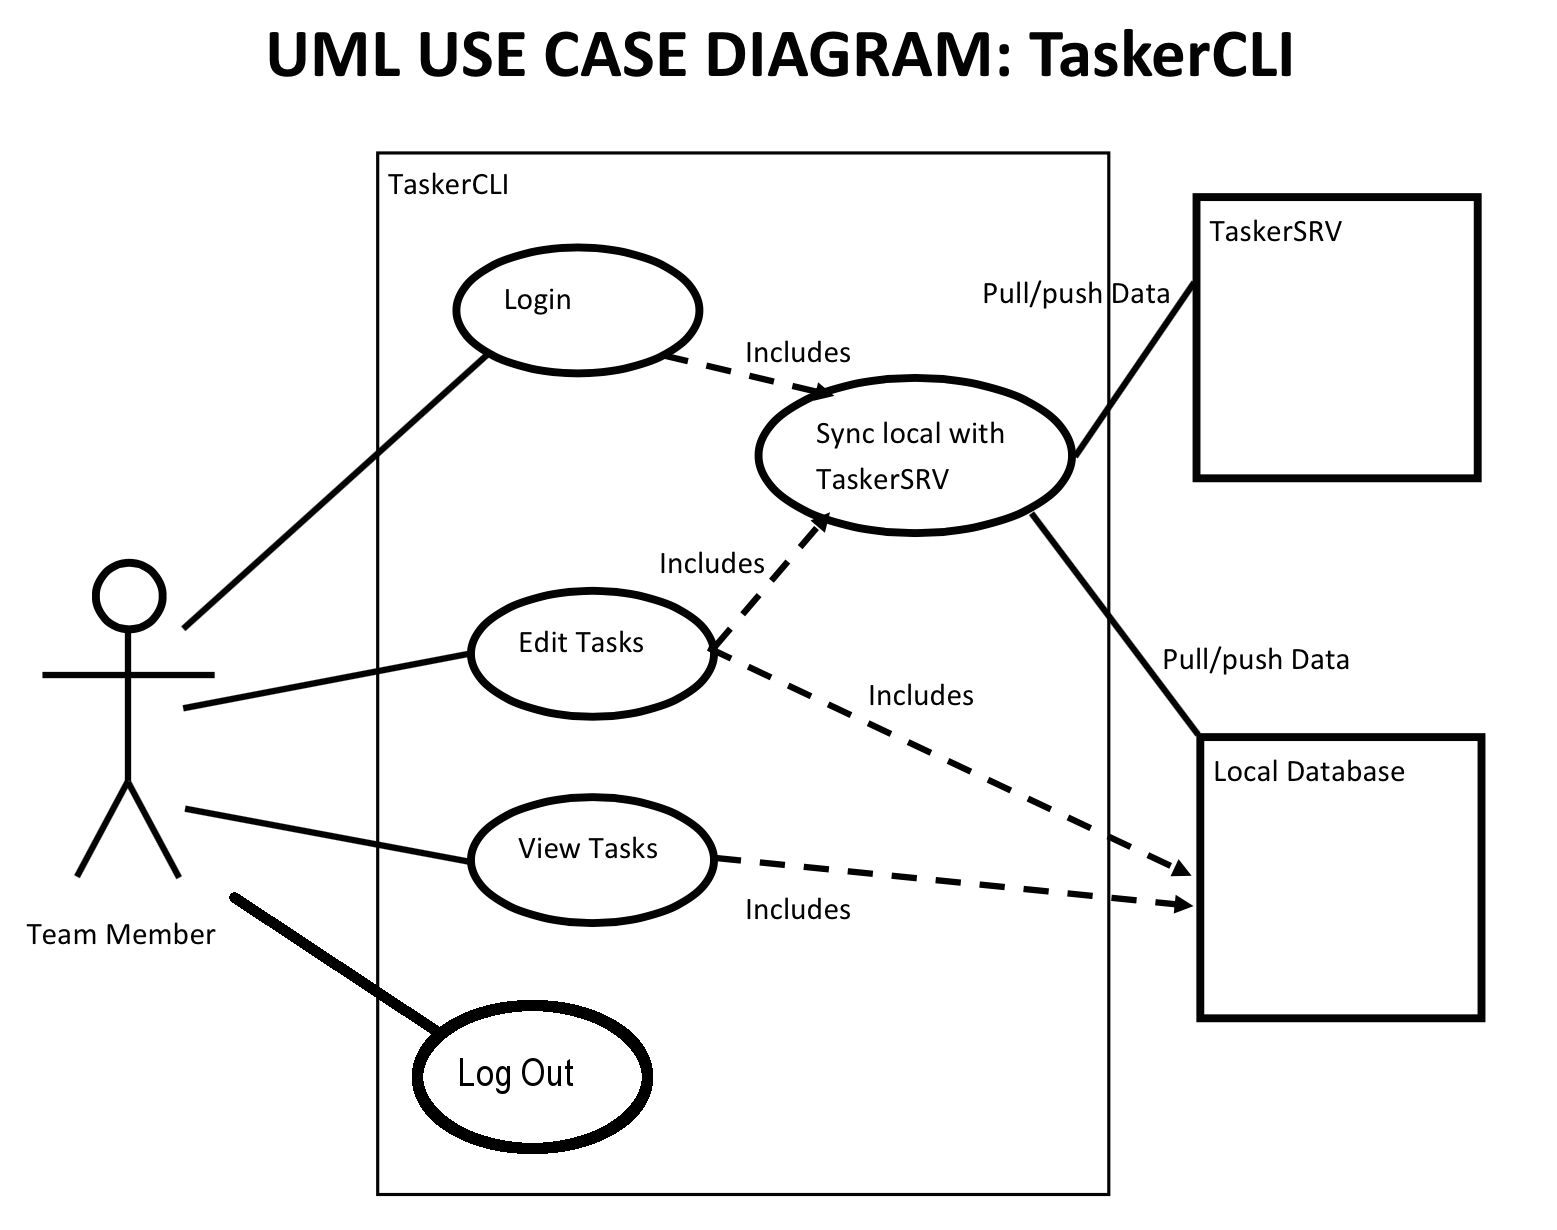 UML USE CASE DIAGRAM: TaskerCLI
TaskerCLI
TaskerSRV
Login
Pull/push Data
Includes
Sync local with
TaskerSRV
Includes
Edit Tasks
Pull/push Data
Includes
Local Database
View Tasks
Includes
Team Member
Log Out